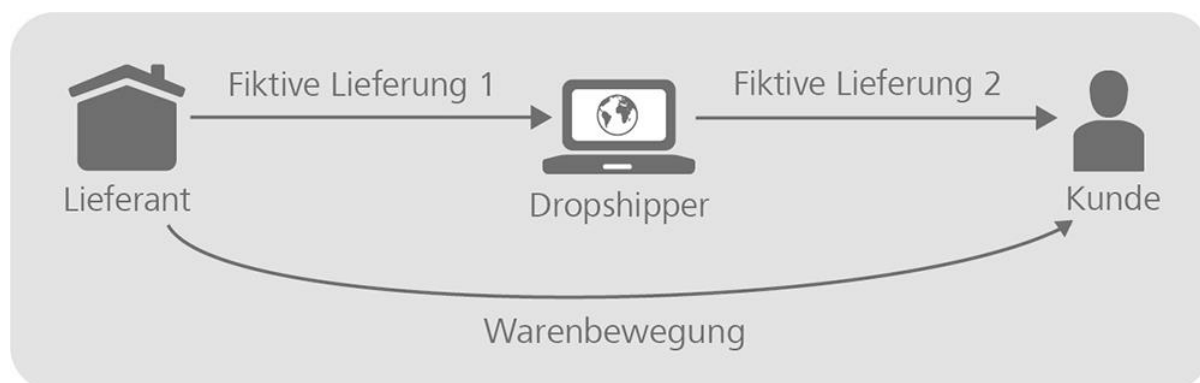 Fiktive Lieferung 1
Fiktive Lieferung 2
Lieferant
Dropshipper
Kunde
Warenbewegung